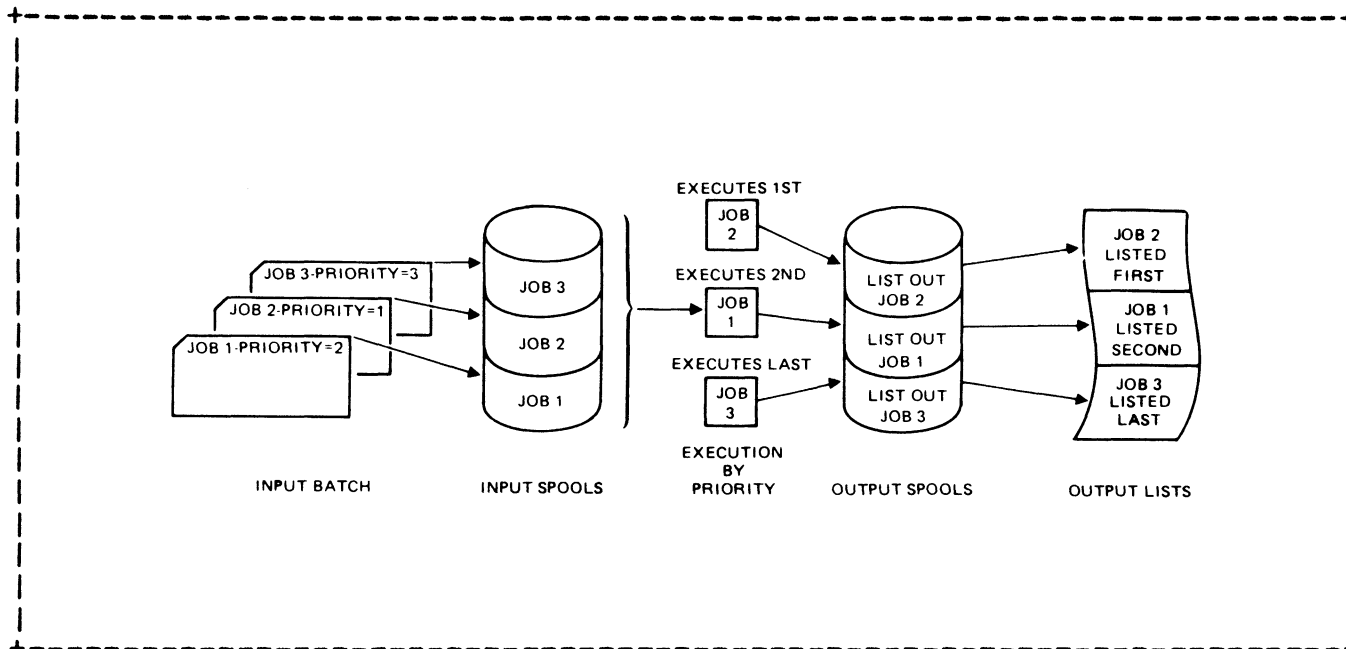 JOB 3-PRIORITY=3
JOB 2-PRIORITY=1
JOB 1-PRIORITY=2
INPUT BATCH
JOB 3
JOB 2
JOB 1
INPUT SPOOLS
EXECUTES 1ST
JOB
2
EXECUTES 2ND
JOB
1
EXECUTES LAST
JOB
3
EXECUTION
BY
PRIORITY
LIST OUT
JOB 2
LIST OUT
JOB 1
LIST OUT
JOB 3
OUTPUT SPOOLS
JOB 2
LISTED
FIRST
JOB 1
LISTED
SECOND
JOB 3
LISTED
LAST
OUTPUT LISTS